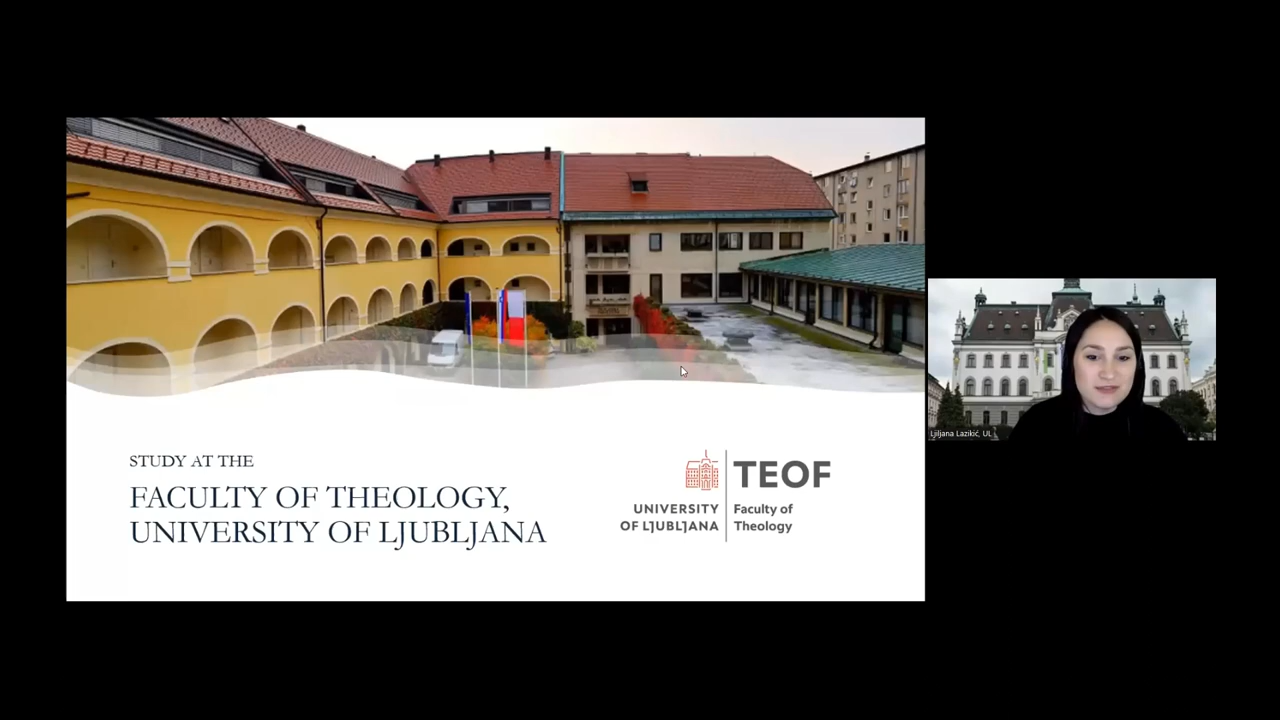 STUDY AT THE
FACULTY OF THEOLOGY,
UNIVERSITY OF LJUBLJANA
TEOF
UNIVERSITY
OF LJUBLJANA
Faculty of
Theology
Ljiljana Lazikić, UL